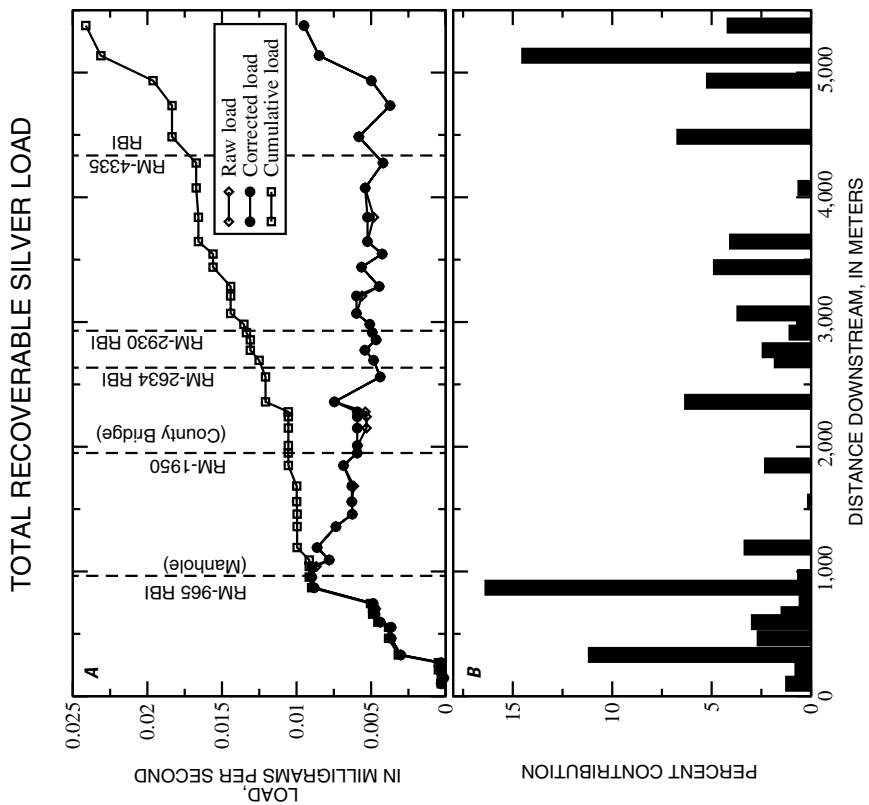 TOTAL RECOVERABLE SILVER LOAD
A
LOAD,
IN MILLIGRAMS PER SECOND
0.025
0.02
0.015
0.01
0.005
0
RM-965 RBI
(Manhole)
RM-1950
(County Bridge)
RM-2634 RBI
RM-2930 RBI
RM-4335
RBI
Raw load
Corrected load
Cumulative load
B
PERCENT CONTRIBUTION
15
10
5
0
0
1,000
2,000
3,000
4,000
5,000
DISTANCE DOWNSTREAM, IN METERS